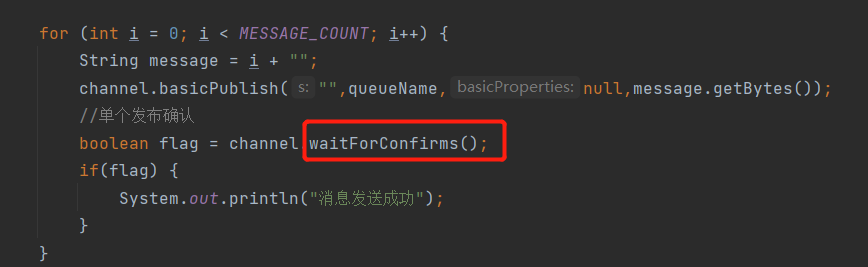 for (int i = 0; i < MESSAGE_COUNT; i++) {
String message = i + "";
channel.basicPublish( s: "",queueName, basicProperties: null,message.getBytes());
//单个发布确认
boolean flag = channel.waitForConfirms();
if(flag) {
System.out.println("消息发送成功");
}
}